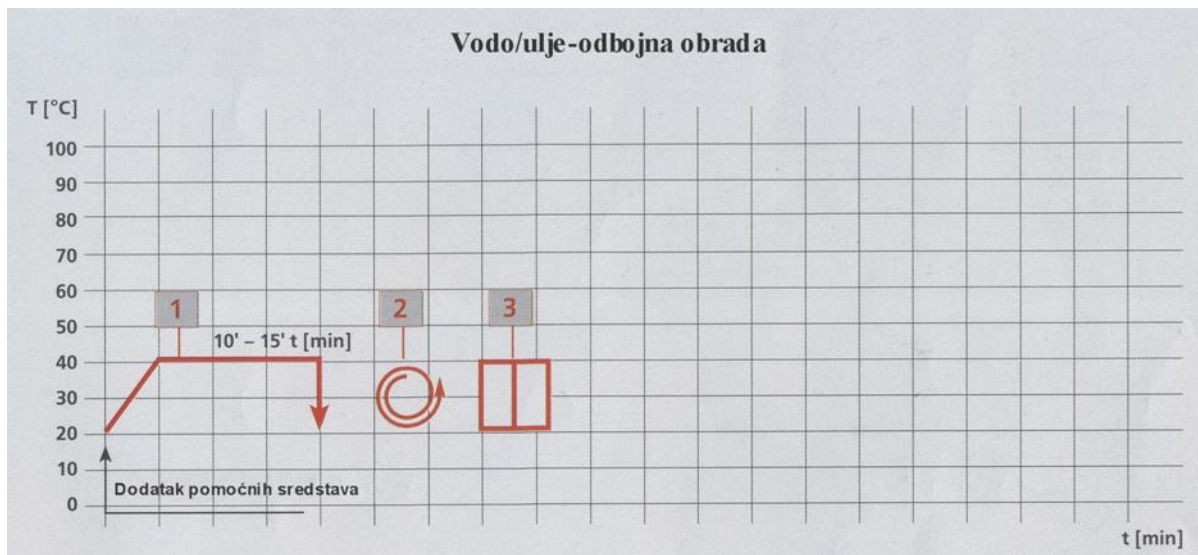 Vodo/ulje-odbojna obrada
T [°C]
100
90
80
70
60
50
40
30
20
10
0
1
2
3
10' – 15' t [min]
Dodatak pomoćnih sredstava
t [min]